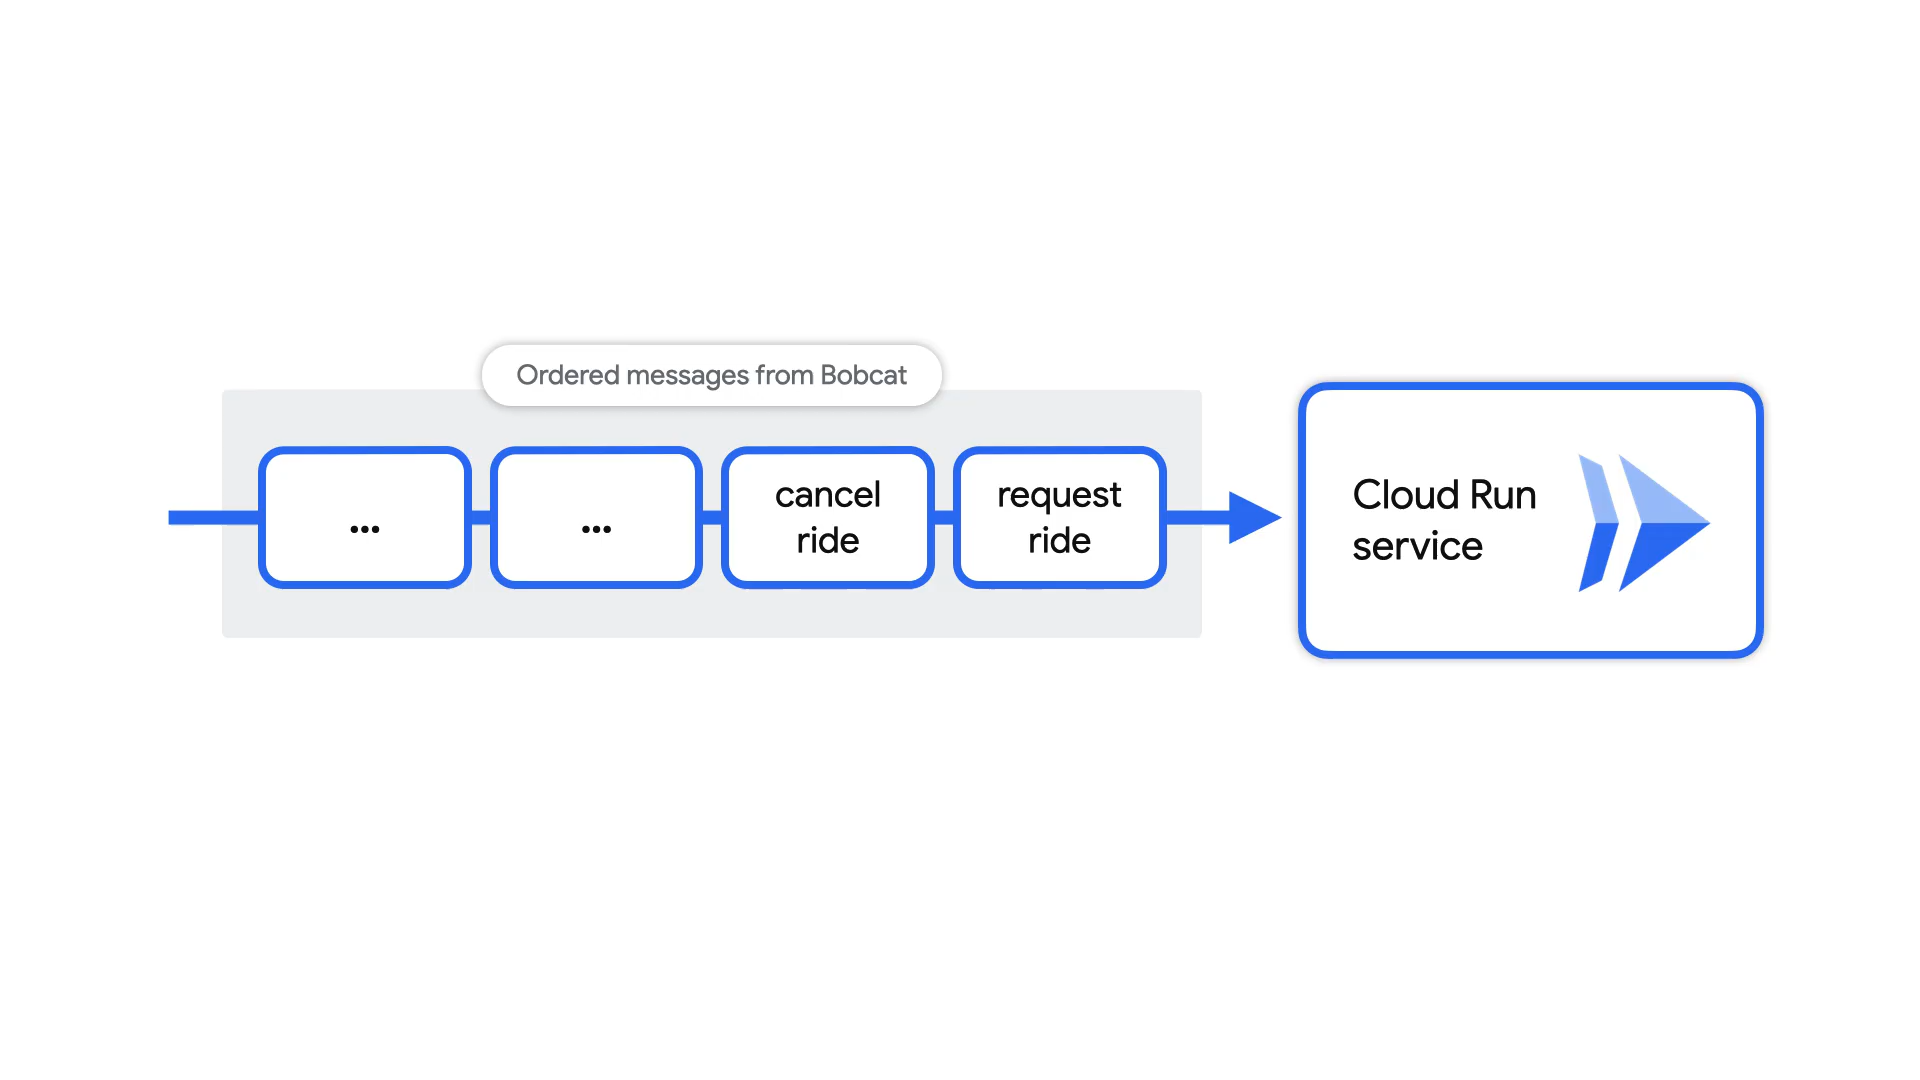 Ordered messages from Bobcat
...
...
cancel
ride
request
ride
Cloud Run
service